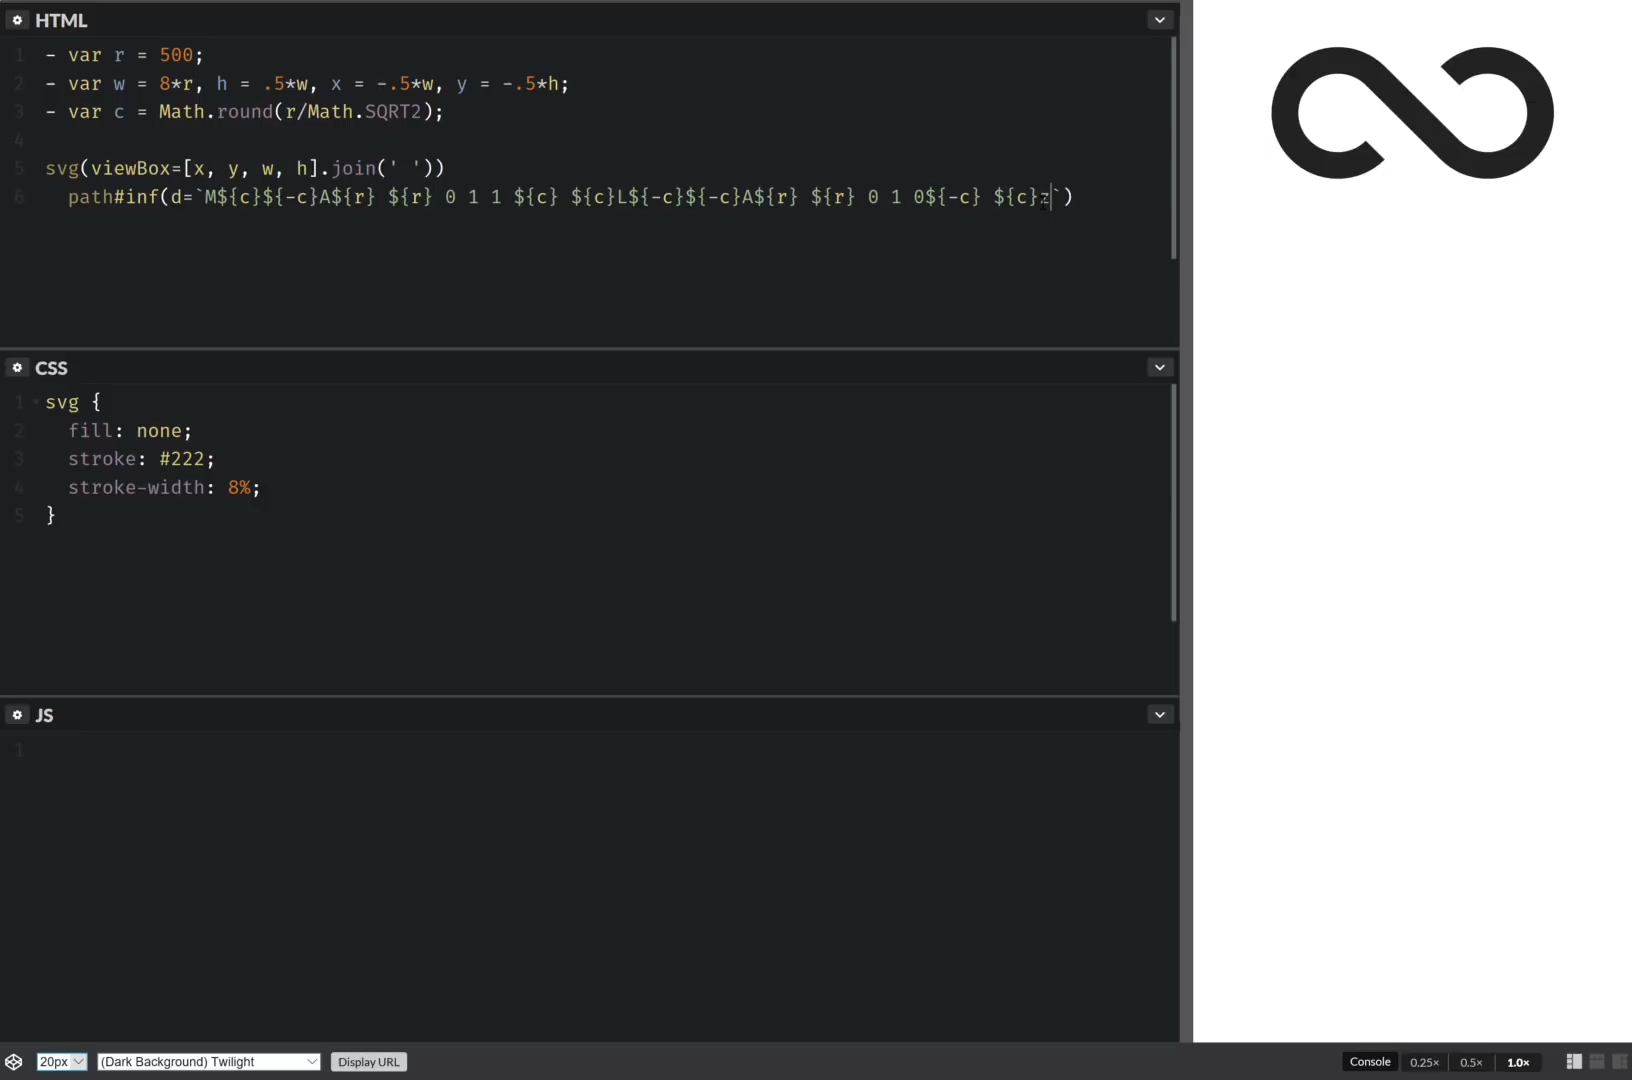 HTML
1 - var r = 500;
2 - var w = 8*r, h = .5*w, x = -.5*w, y = -.5*h;
3 - var c = Math.round(r/Math.SQRT2);
4
5 svg(viewBox=[x, y, w, h].join(' '))
6 path#inf(d=`M${c}${-c}A${r} ${r} 0 1 1 ${c} ${c}L${-c}${-c}A${r} ${r} 0 1 0${-c} ${c}z`)
CSS
1 svg {
2 fill: none;
3 stroke: #222;
4 stroke-width: 8%;
5 }
JS
1
20px (Dark Background) Twilight Display URL Console 0.25× 0.5× 1.0×